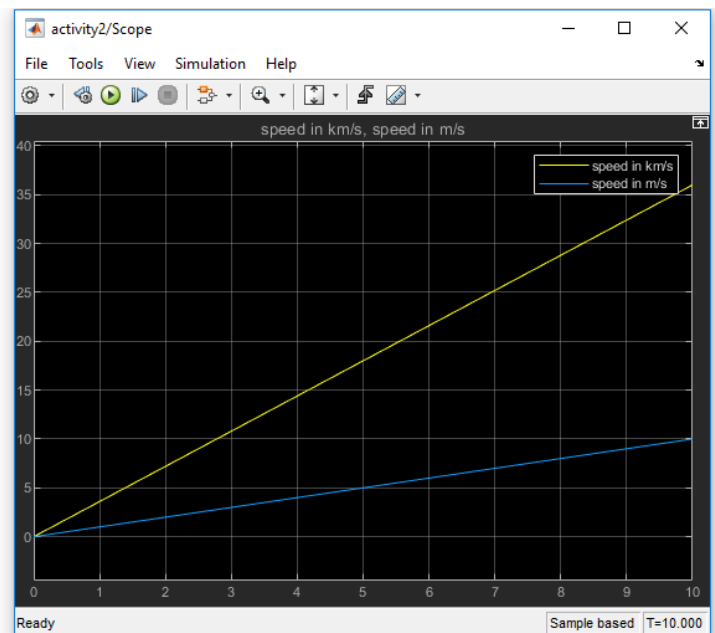 activity2/Scope
File Tools View Simulation Help
speed in km/s, speed in m/s
speed in km/s
speed in m/s
40
35
30
25
20
15
10
5
0
0 1 2 3 4 5 6 7 8 9 10
Ready Sample based T=10.000